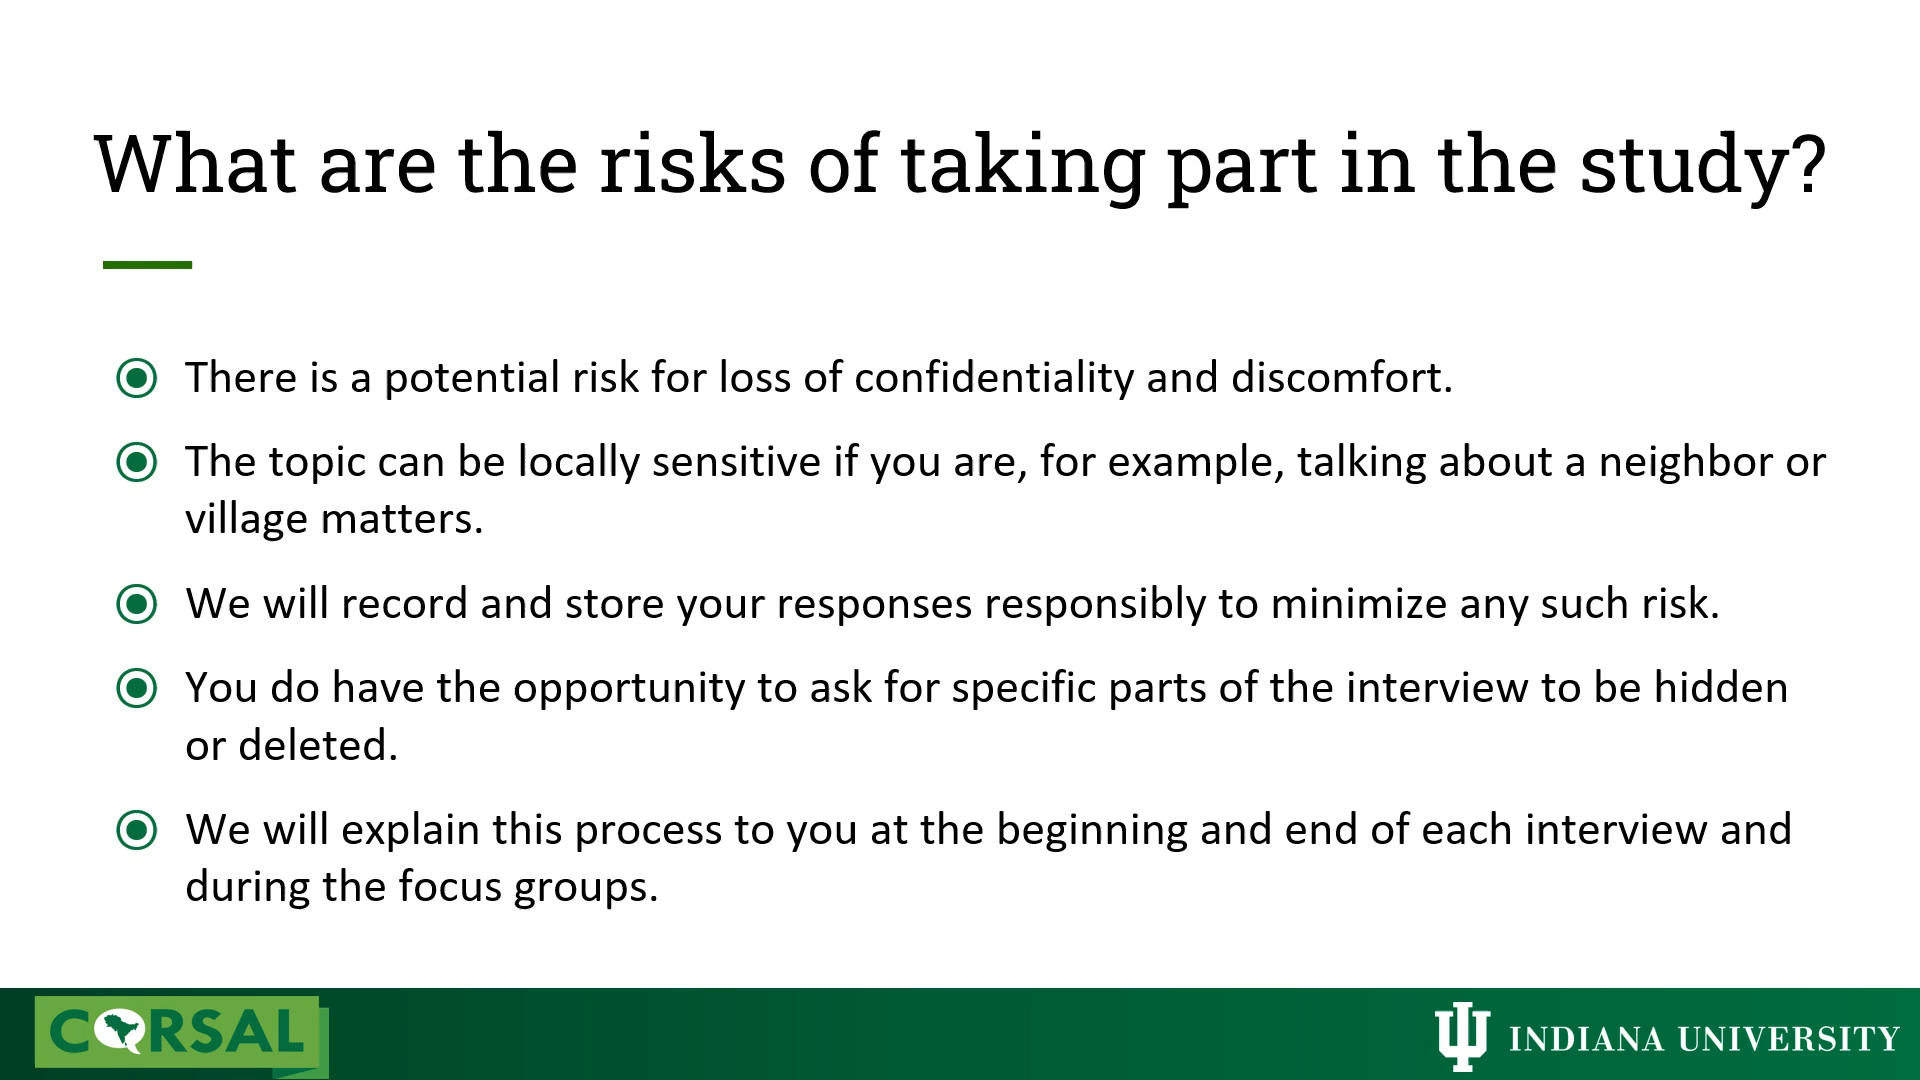 What are the risks of taking part in the study?
There is a potential risk for loss of confidentiality and discomfort.
The topic can be locally sensitive if you are, for example, talking about a neighbor or
village matters.
We will record and store your responses responsibly to minimize any such risk.
You do have the opportunity to ask for specific parts of the interview to be hidden
or deleted.
We will explain this process to you at the beginning and end of each interview and
during the focus groups.
CORSAL
INDIANA UNIVERSITY